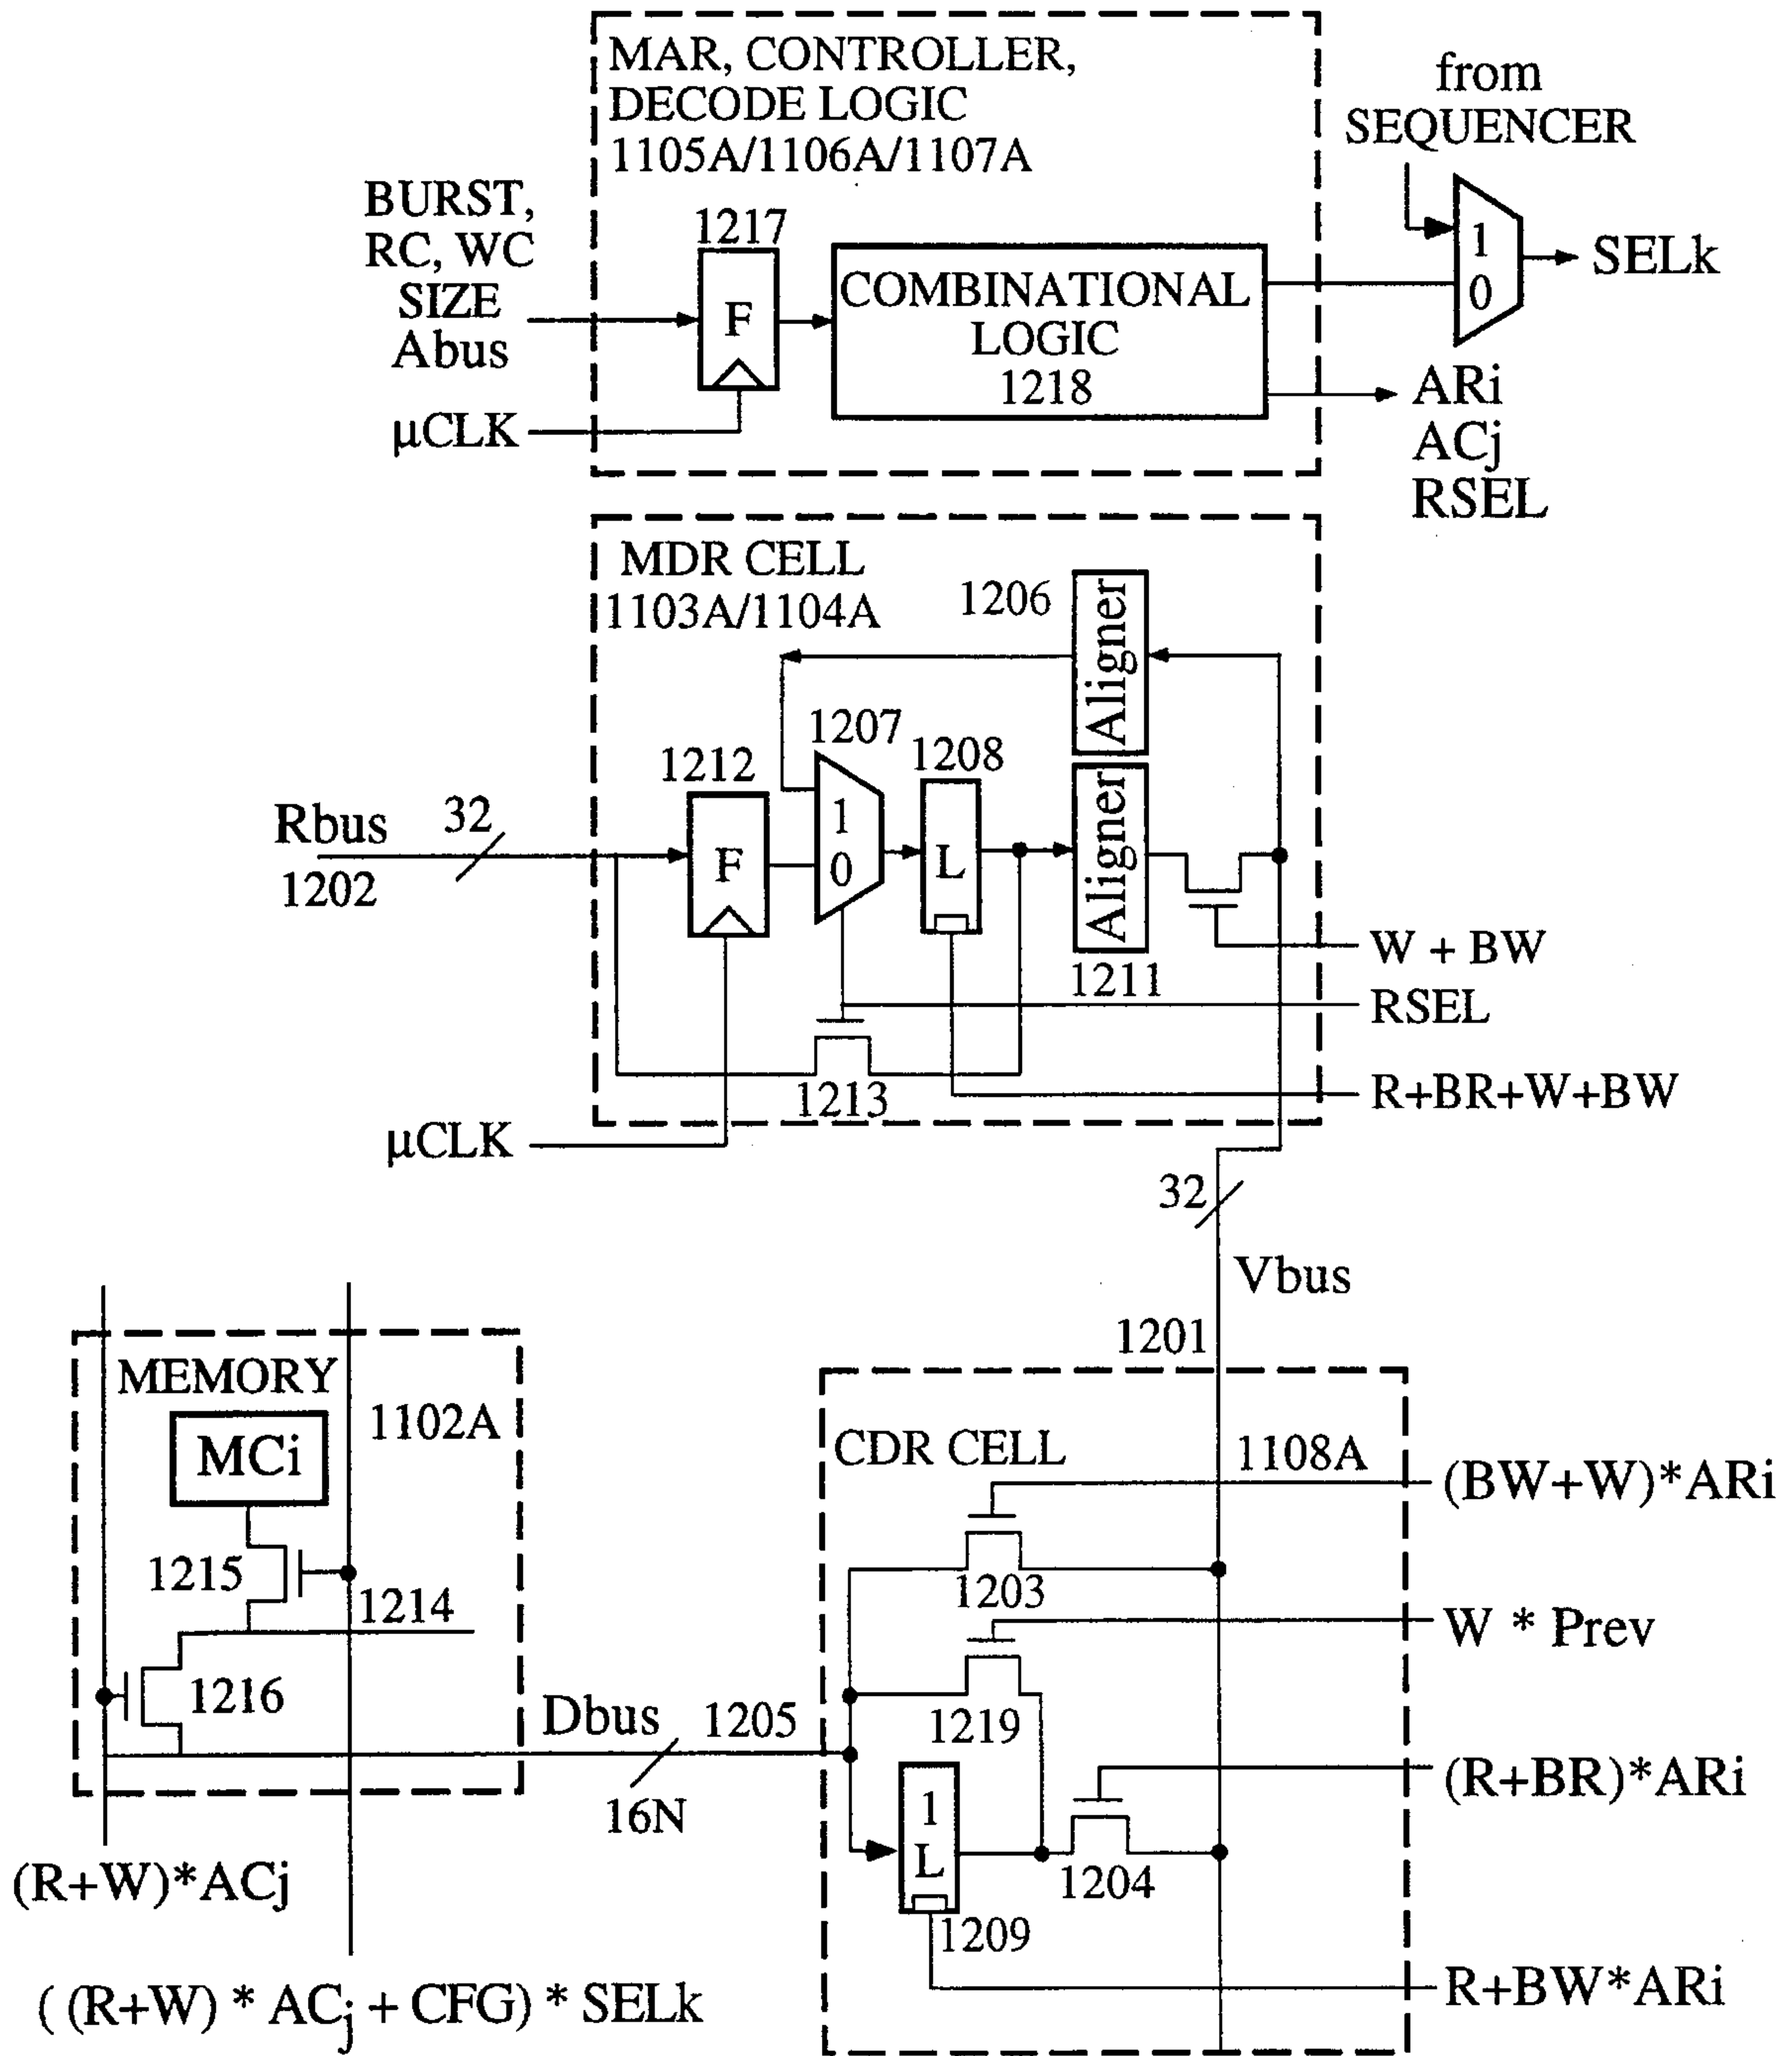 MAR, CONTROLLER,
DECODE LOGIC
1105A/1106A/1107A
from
SEQUENCER
BURST,
RC, WC
SIZE
Abus
1217
F
COMBINATIONAL
LOGIC
1218
1
0
SELk
µCLK
ARi
ACj
RSEL
MDR CELL
1103A/1104A
1206
Aligner
1207
1208
1212
Rbus
32
1202
F
1
0
L
Aligner
1211
W + BW
RSEL
1213
R+BR+W+BW
µCLK
32
Vbus
1201
MEMORY
1102A
MCi
1215
1214
1216
CDR CELL
1108A
(BW+W)*ARi
1203
W * Prev
1219
Dbus
1205
16N
(R+BR)*ARi
1
L
1204
1209
R+BW*ARi
(R+W)*ACj
( (R+W) * ACj + CFG) * SELk